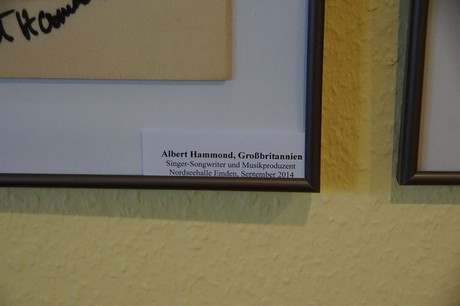 Albert Hammond, Großbritannien
Singer-Songwriter und Musikproduzent
Nordseehalle Emden, September 2014